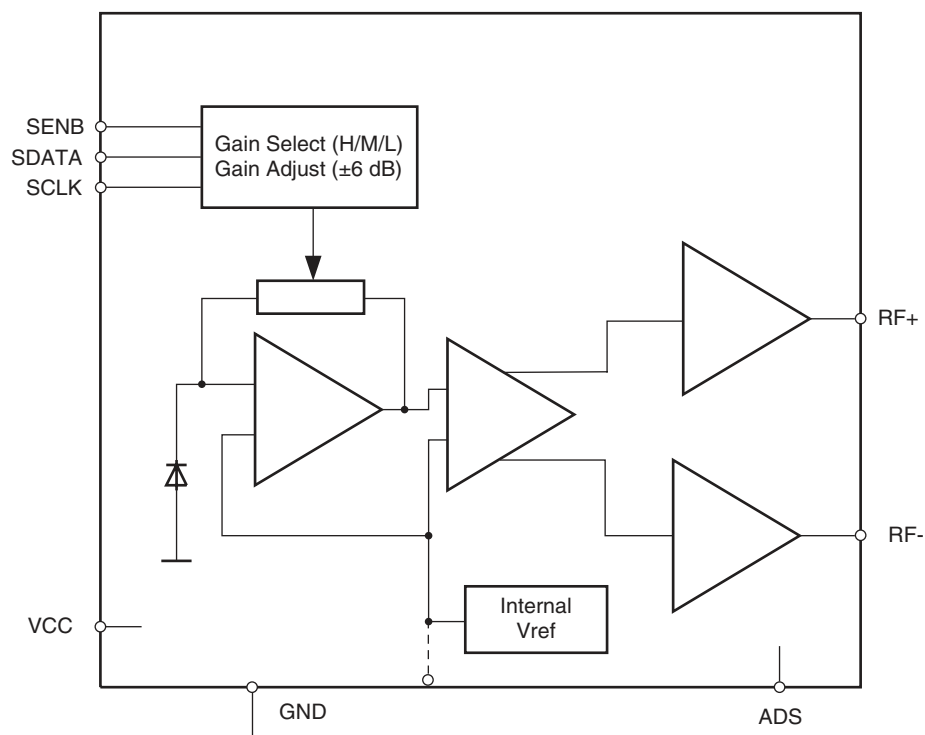 SENB
SDATA
SCLK
Gain Select (H/M/L)
Gain Adjust (±6 dB)
RF+
RF-
Internal
Vref
VCC
GND
ADS